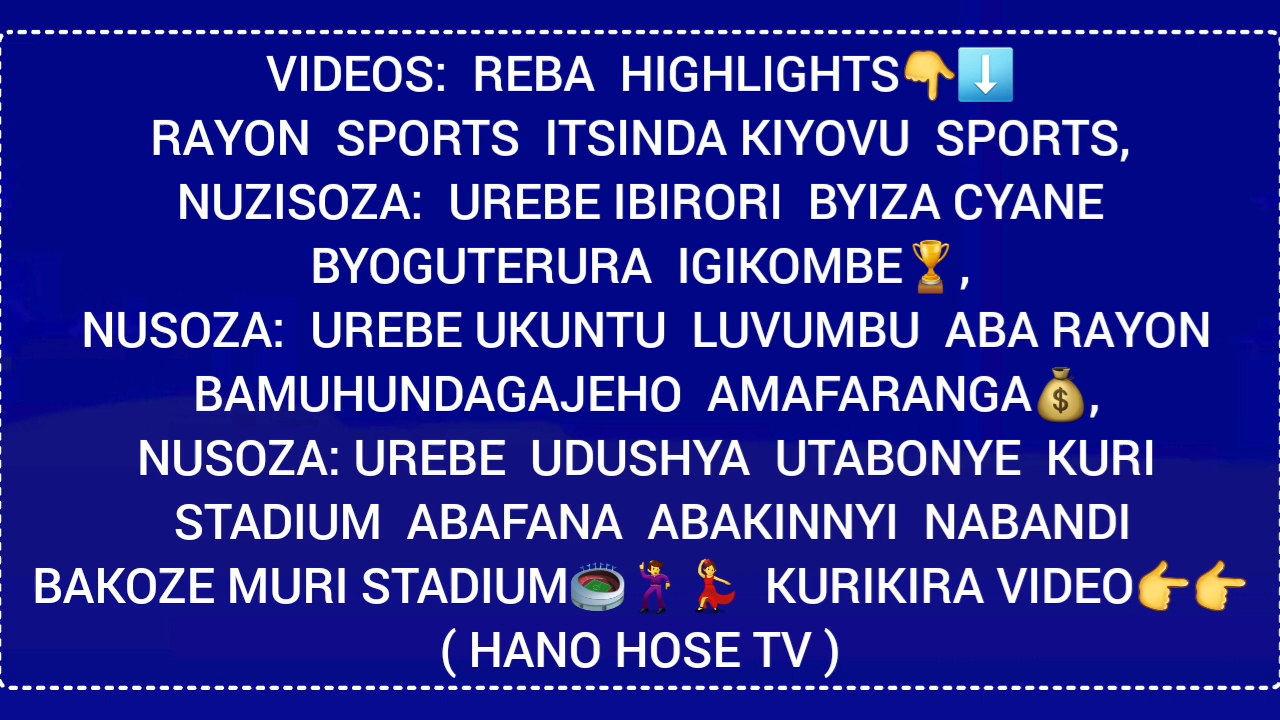 VIDEOS: REBA HIGHLIGHTS👇⬇️
RAYON SPORTS ITSINDA KIYOVU SPORTS,
NUZISOZA: UREBE IBIRORI BYIZA CYANE
BYOGUTERURA IGIKOMBE🏆,
NUSOZA: UREBE UKUNTU LUVUMBU ABA RAYON
BAMUHUNDAGAJEHO AMAFARANGA💰,
NUSOZA: UREBE UDUSHYA UTABONYE KURI
STADIUM ABAFANA ABAKINNYI NABANDI
BAKOZE MURI STADIUM🏟️🕺💃 KURIKIRA VIDEO👉👉
( HANO HOSE TV )